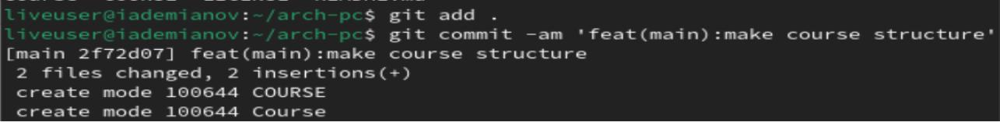 liveuser@iademianov:~/arch-pc$ git add .
liveuser@iademianov:~/arch-pc$ git commit -am 'feat(main):make course structure'
[main 2f72d07] feat(main):make course structure
 2 files changed, 2 insertions(+)
 create mode 100644 COURSE
 create mode 100644 Course